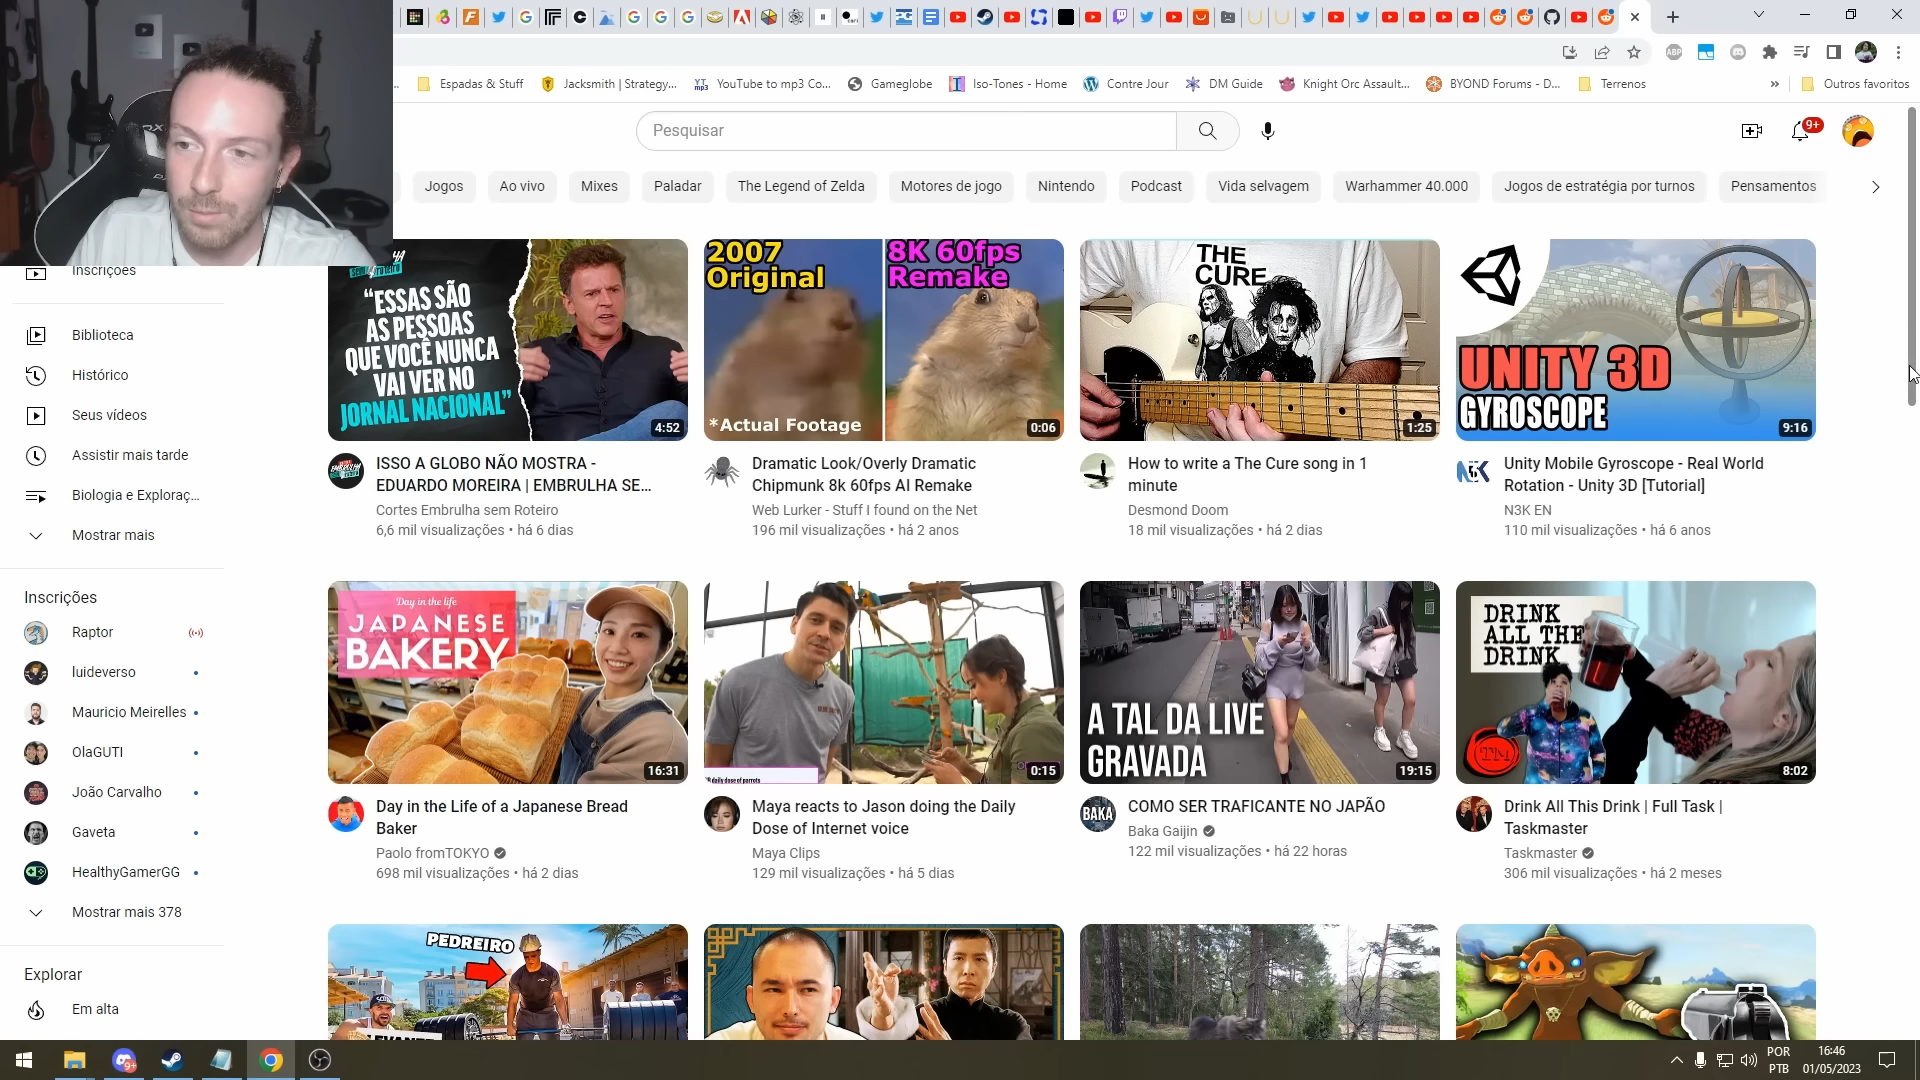 Espadas & Stuff
Jacksmith | Strategy...
YouTube to mp3 Co...
Gameglobe
Iso-Tones - Home
Contre Jour
DM Guide
Knight Orc Assault...
BYOND Forums - D...
Terrenos
»
Outros favoritos
Pesquisar
9+
Jogos
Ao vivo
Mixes
Paladar
The Legend of Zelda
Motores de jogo
Nintendo
Podcast
Vida selvagem
Warhammer 40.000
Jogos de estratégia por turnos
Pensamentos
Inscrições
Biblioteca
Histórico
Seus vídeos
Assistir mais tarde
Biologia e Exploraç...
Mostrar mais
Inscrições
Raptor
luideverso
Mauricio Meirelles
OlaGUTI
João Carvalho
Gaveta
HealthyGamerGG
Mostrar mais 378
Explorar
Em alta
“ESSAS SÃO
AS PESSOAS
QUE VOCÊ NUNCA
VAI VER NO
JORNAL NACIONAL”
4:52
ISSO A GLOBO NÃO MOSTRA -
EDUARDO MOREIRA | EMBRULHA SE...
Cortes Embrulha sem Roteiro
6,6 mil visualizações • há 6 dias
2007
Original
8K 60fps
Remake
*Actual Footage
0:06
Dramatic Look/Overly Dramatic
Chipmunk 8k 60fps AI Remake
Web Lurker - Stuff I found on the Net
196 mil visualizações • há 2 anos
THE
CURE
1:25
How to write a The Cure song in 1
minute
Desmond Doom
18 mil visualizações • há 2 dias
UNITY 3D
GYROSCOPE
9:16
Unity Mobile Gyroscope - Real World
Rotation - Unity 3D [Tutorial]
N3K EN
110 mil visualizações • há 6 anos
Day in the life
JAPANESE
BAKERY
16:31
Day in the Life of a Japanese Bread
Baker
Paolo fromTOKYO
698 mil visualizações • há 2 dias
daily dose of parrots
0:15
Maya reacts to Jason doing the Daily
Dose of Internet voice
Maya Clips
129 mil visualizações • há 5 dias
A TAL DA LIVE
GRAVADA
19:15
BAKA
COMO SER TRAFICANTE NO JAPÃO
Baka Gaijin
122 mil visualizações • há 22 horas
DRINK
ALL THE
DRINK
TM
8:02
Drink All This Drink | Full Task |
Taskmaster
Taskmaster
306 mil visualizações • há 2 meses
PEDREIRO
9+
POR
PTB
16:46
01/05/2023